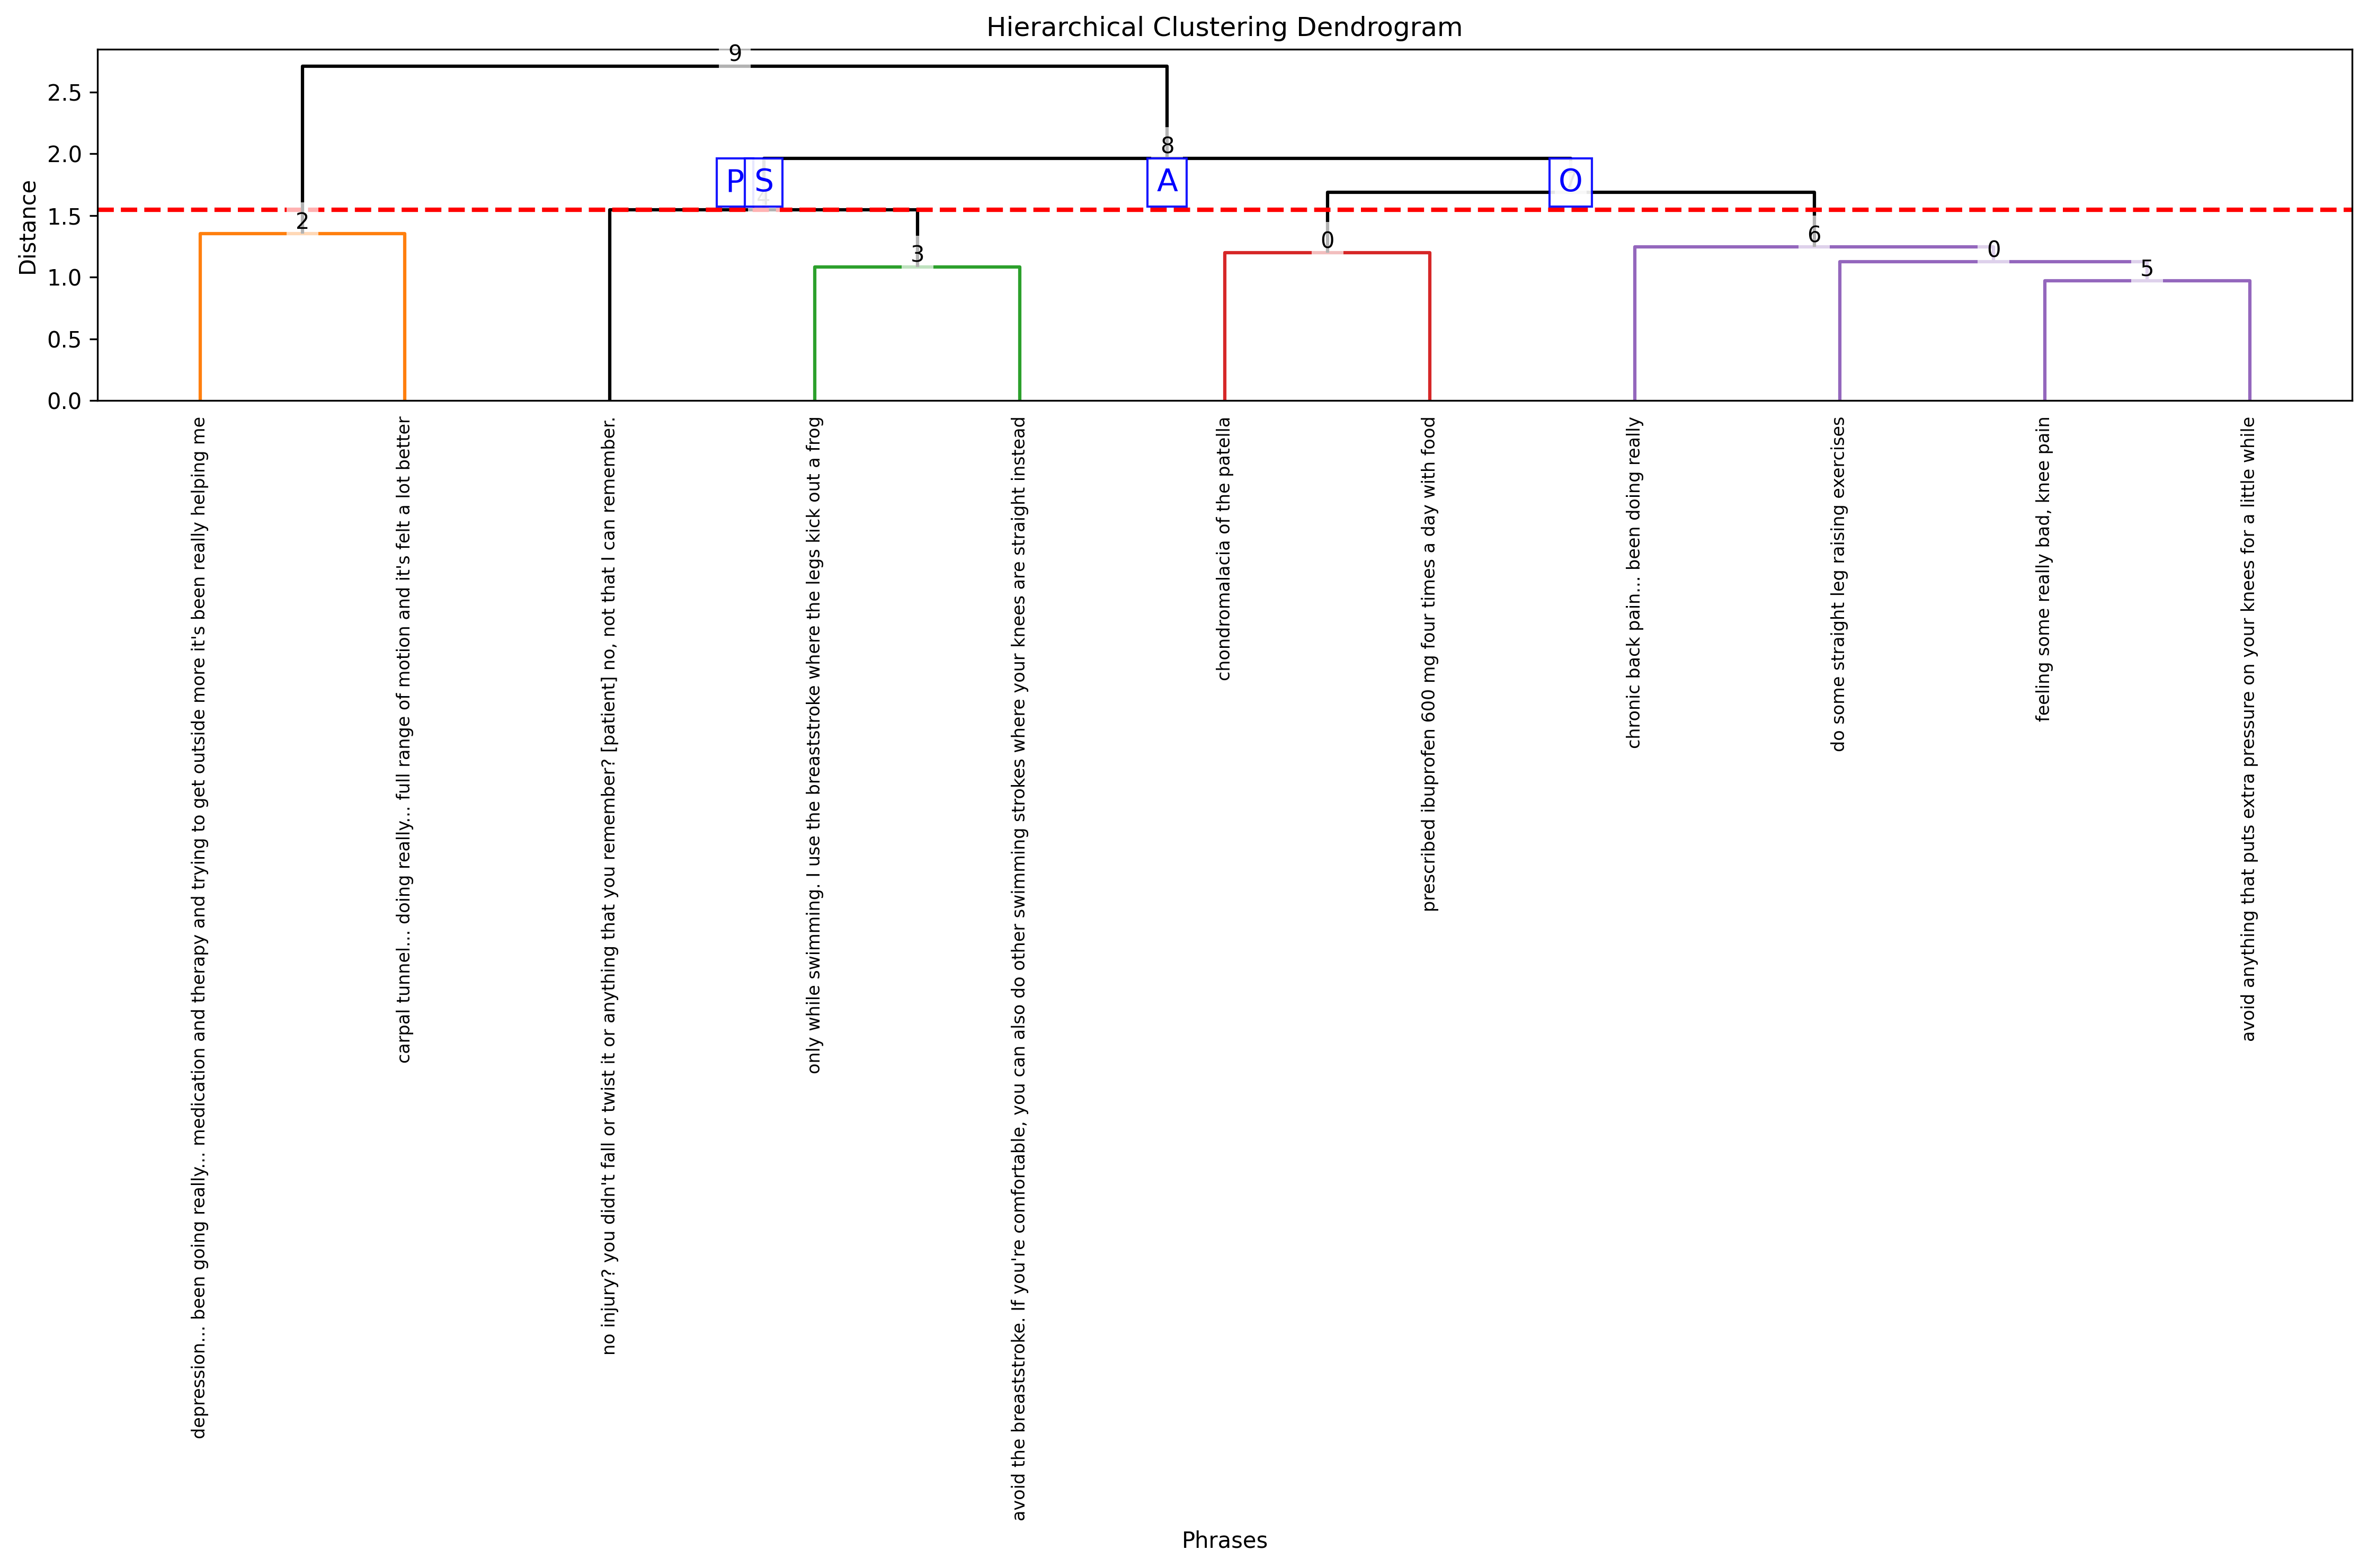 Hierarchical Clustering Dendrogram
9
2.5
8
2.0
P
S
A
O
4
1.5
2
0
6
0
3
5
1.0
0.5
0.0
Distance
depression... been going really... medication and therapy and trying to get outside more it's been really helping me
carpal tunnel... doing really... full range of motion and it's felt a lot better
no injury? you didn't fall or twist it or anything that you remember? [patient] no, not that I can remember.
only while swimming. I use the breaststroke where the legs kick out a frog
avoid the breaststroke. If you're comfortable, you can also do other swimming strokes where your knees are straight instead
chondromalacia of the patella
prescribed ibuprofen 600 mg four times a day with food
chronic back pain... been doing really
do some straight leg raising exercises
feeling some really bad, knee pain
avoid anything that puts extra pressure on your knees for a little while
Phrases